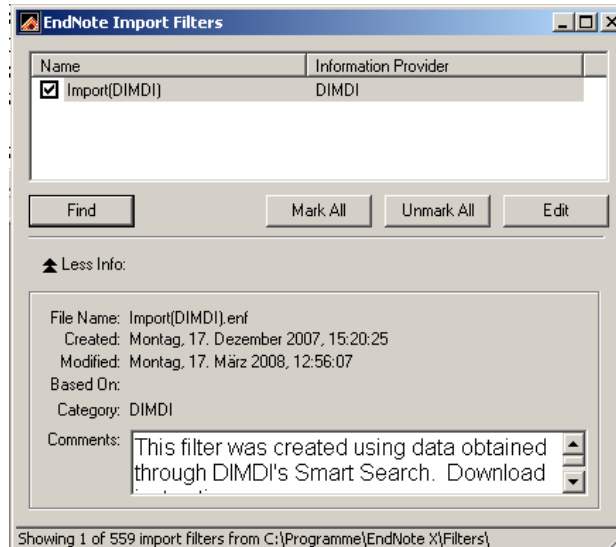 EndNote Import Filters
Name Information Provider
Import(DIMDI) DIMDI
Find Mark All Unmark All Edit
Less Info:
File Name: Import(DIMDI).enf
Created: Montag, 17. Dezember 2007, 15:20:25
Modified: Montag, 17. März 2008, 12:56:07
Based On:
Category: DIMDI
Comments: This filter was created using data obtained
through DIMDI's Smart Search. Download
Showing 1 of 559 import filters from C:\Programme\EndNote X\Filters\